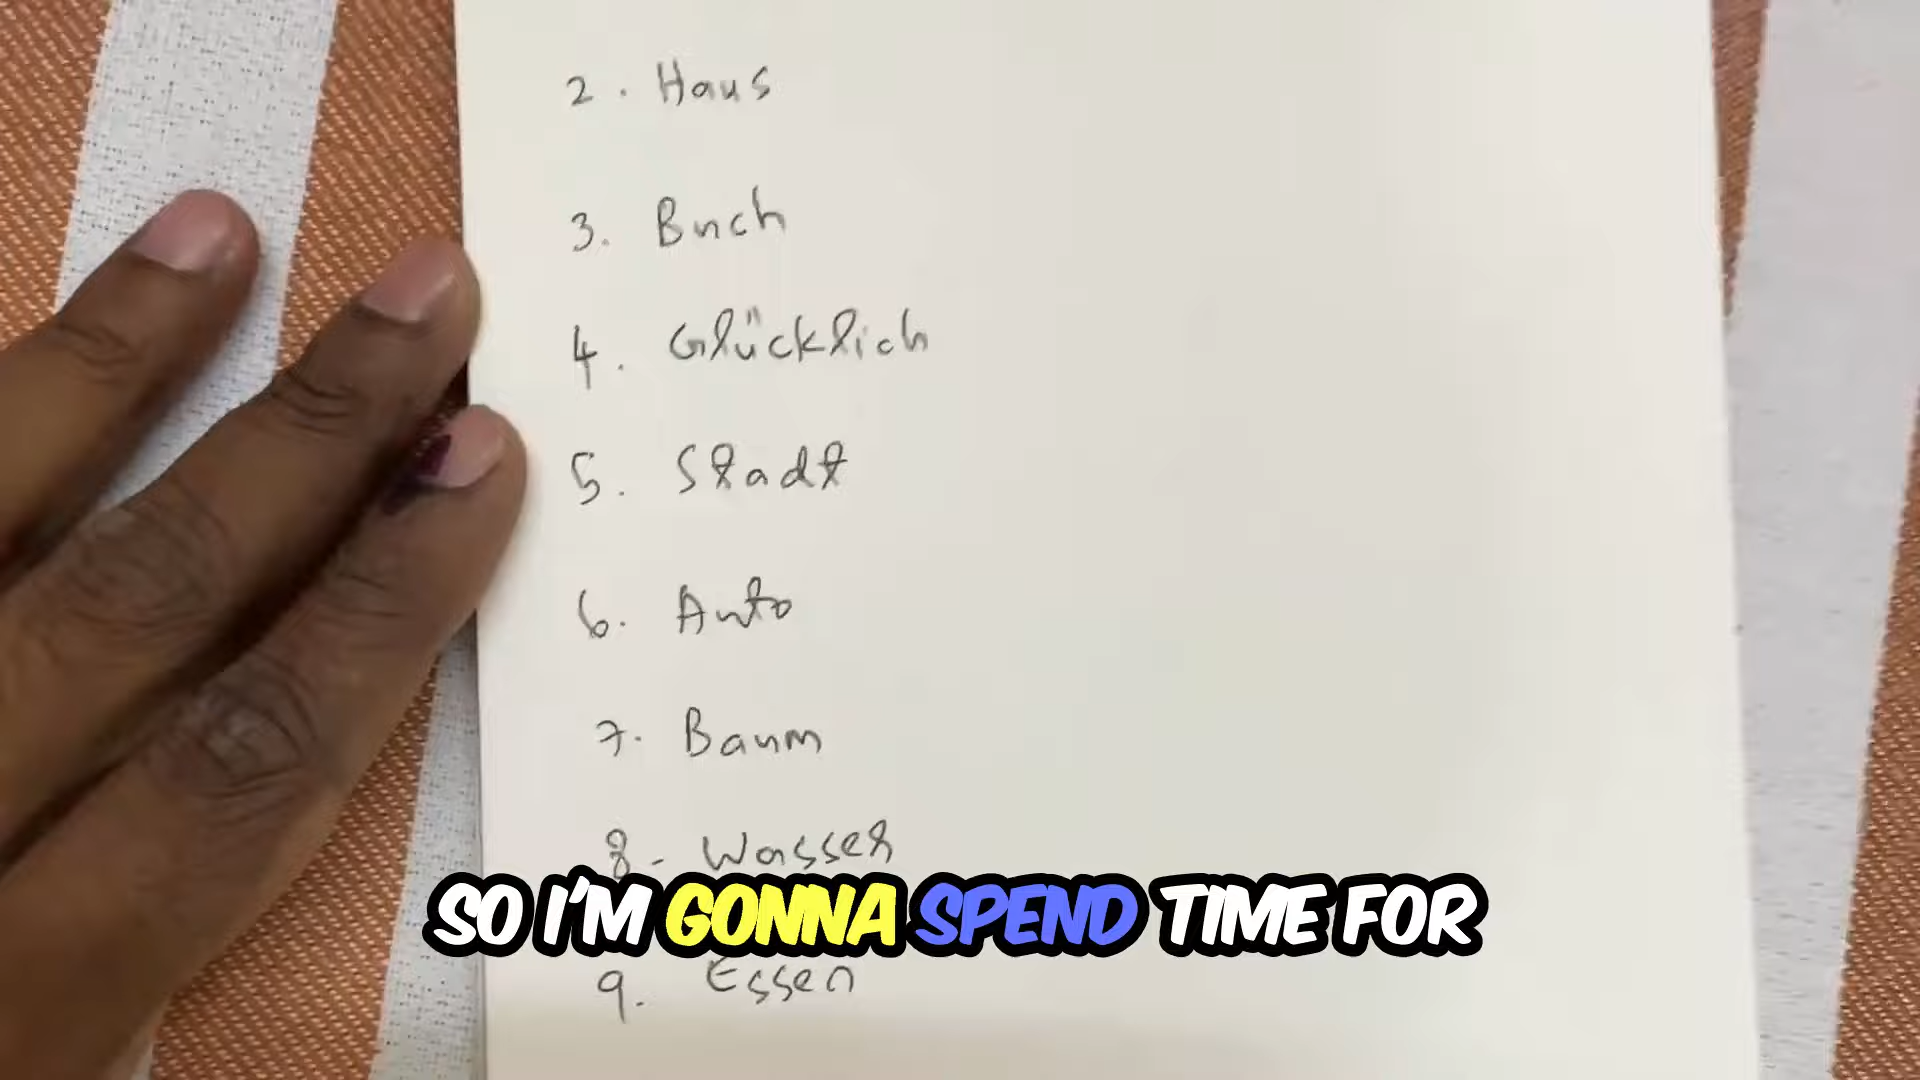 2. Haus
3. Buch
4. Glücklich
5. Stadt
6. Auto
7. Baum
8. Wasser
SO I'M GONNA SPEND TIME FOR
9. Essen